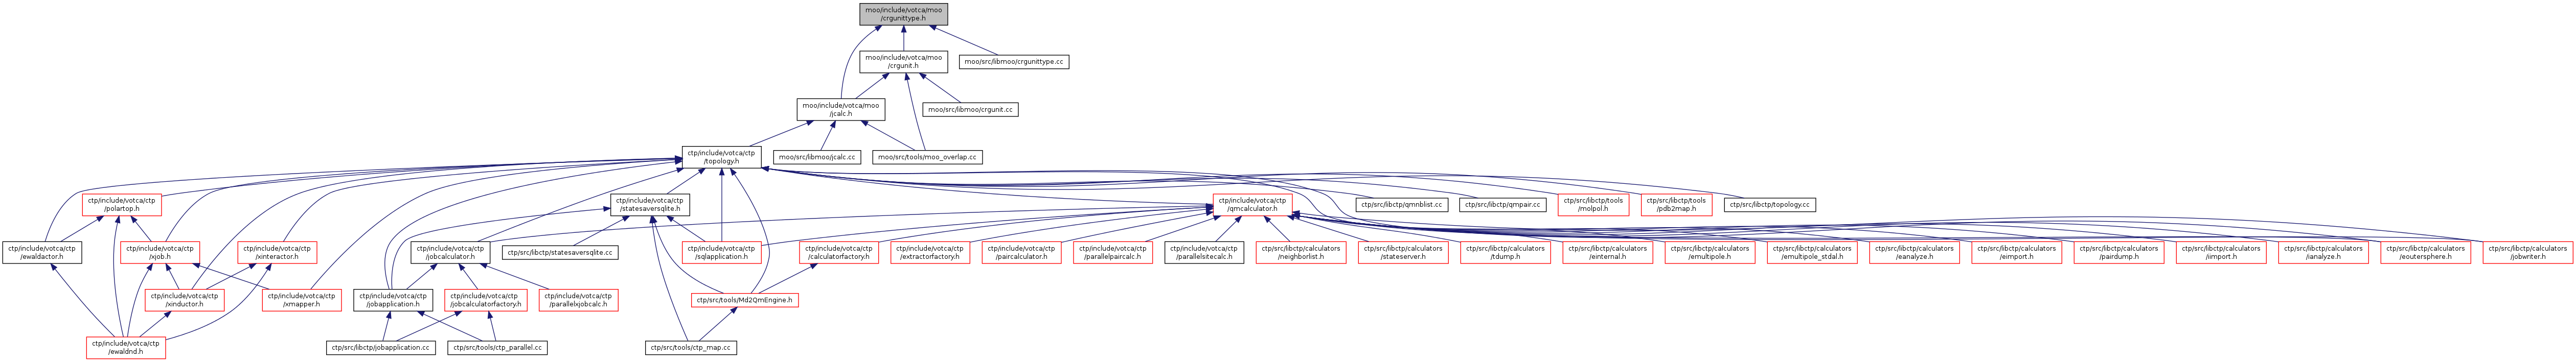 moo/include/votca/moo
/crgunittype.h
moo/include/votca/moo
/crgunit.h
moo/src/libmoo/crgunittype.cc
moo/include/votca/moo
/jcalc.h
moo/src/libmoo/crgunit.cc
ctp/include/votca/ctp
/topology.h
moo/src/libmoo/jcalc.cc
moo/src/tools/moo_overlap.cc
ctp/include/votca/ctp
/polartop.h
ctp/include/votca/ctp
/statesaversqlite.h
ctp/include/votca/ctp
/qmcalculator.h
ctp/src/libctp/qmnblist.cc
ctp/src/libctp/qmpair.cc
ctp/src/libctp/tools
/molpol.h
ctp/src/libctp/tools
/pdb2map.h
ctp/src/libctp/topology.cc
ctp/include/votca/ctp
/ewaldactor.h
ctp/include/votca/ctp
/xjob.h
ctp/include/votca/ctp
/xinteractor.h
ctp/include/votca/ctp
/jobcalculator.h
ctp/src/libctp/statesaversqlite.cc
ctp/include/votca/ctp
/sqlapplication.h
ctp/include/votca/ctp
/calculatorfactory.h
ctp/include/votca/ctp
/extractorfactory.h
ctp/include/votca/ctp
/paircalculator.h
ctp/include/votca/ctp
/parallelpaircalc.h
ctp/include/votca/ctp
/parallelsitecalc.h
ctp/src/libctp/calculators
/neighborlist.h
ctp/src/libctp/calculators
/stateserver.h
ctp/src/libctp/calculators
/tdump.h
ctp/src/libctp/calculators
/einternal.h
ctp/src/libctp/calculators
/emultipole.h
ctp/src/libctp/calculators
/emultipole_stdal.h
ctp/src/libctp/calculators
/eanalyze.h
ctp/src/libctp/calculators
/eimport.h
ctp/src/libctp/calculators
/pairdump.h
ctp/src/libctp/calculators
/iimport.h
ctp/src/libctp/calculators
/ianalyze.h
ctp/src/libctp/calculators
/eoutersphere.h
ctp/src/libctp/calculators
/jobwriter.h
ctp/include/votca/ctp
/xinductor.h
ctp/include/votca/ctp
/xmapper.h
ctp/include/votca/ctp
/jobapplication.h
ctp/include/votca/ctp
/jobcalculatorfactory.h
ctp/include/votca/ctp
/parallelxjobcalc.h
ctp/src/tools/Md2QmEngine.h
ctp/include/votca/ctp
/ewaldnd.h
ctp/src/libctp/jobapplication.cc
ctp/src/tools/ctp_parallel.cc
ctp/src/tools/ctp_map.cc